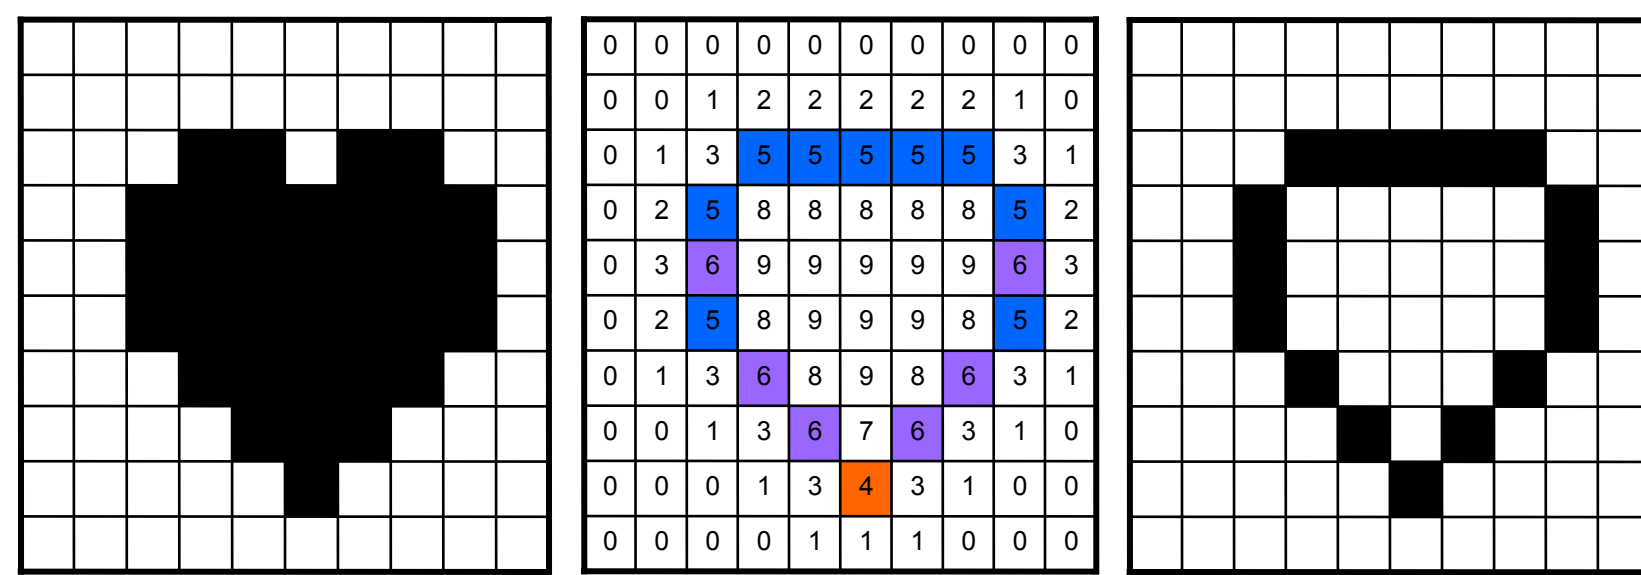 0 0 0 0 0 0 0 0 0 0
0 0 1 2 2 2 2 2 1 0
0 1 3 5 5 5 5 5 3 1
0 2 5 8 8 8 8 8 5 2
0 3 6 9 9 9 9 9 6 3
0 2 5 8 9 9 9 8 5 2
0 1 3 6 8 9 8 6 3 1
0 0 1 3 6 7 6 3 1 0
0 0 0 1 3 4 3 1 0 0
0 0 0 0 1 1 1 0 0 0